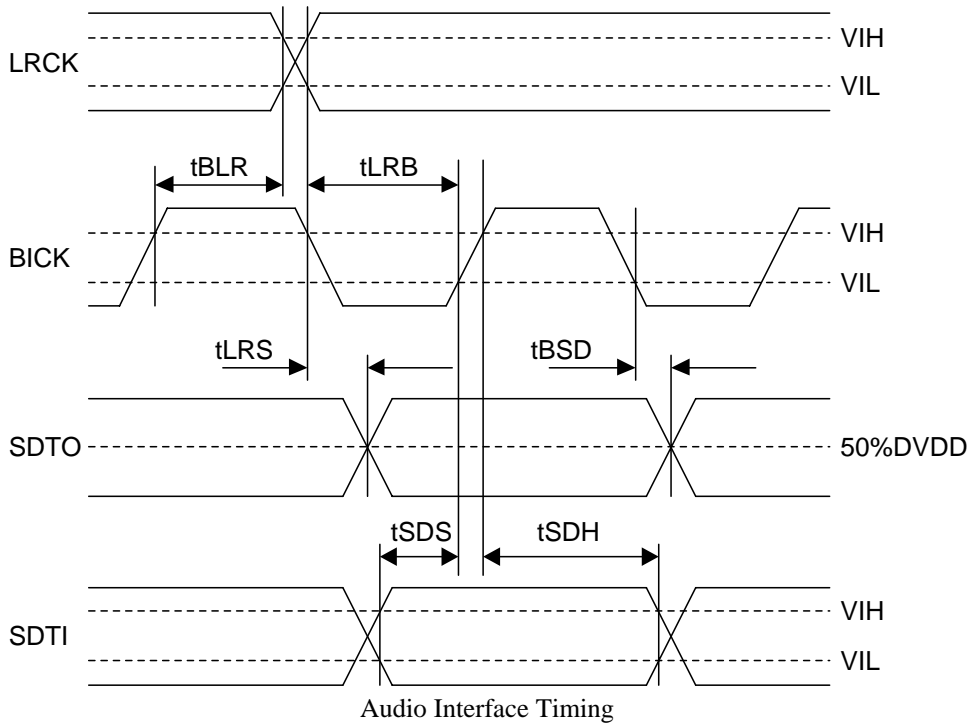 LRCK
VIH
VIL
tBLR
tLRB
BICK
VIH
VIL
tLRS
tBSD
SDTO
50%DVDD
tSDS
tSDH
SDTI
VIH
VIL
Audio Interface Timing